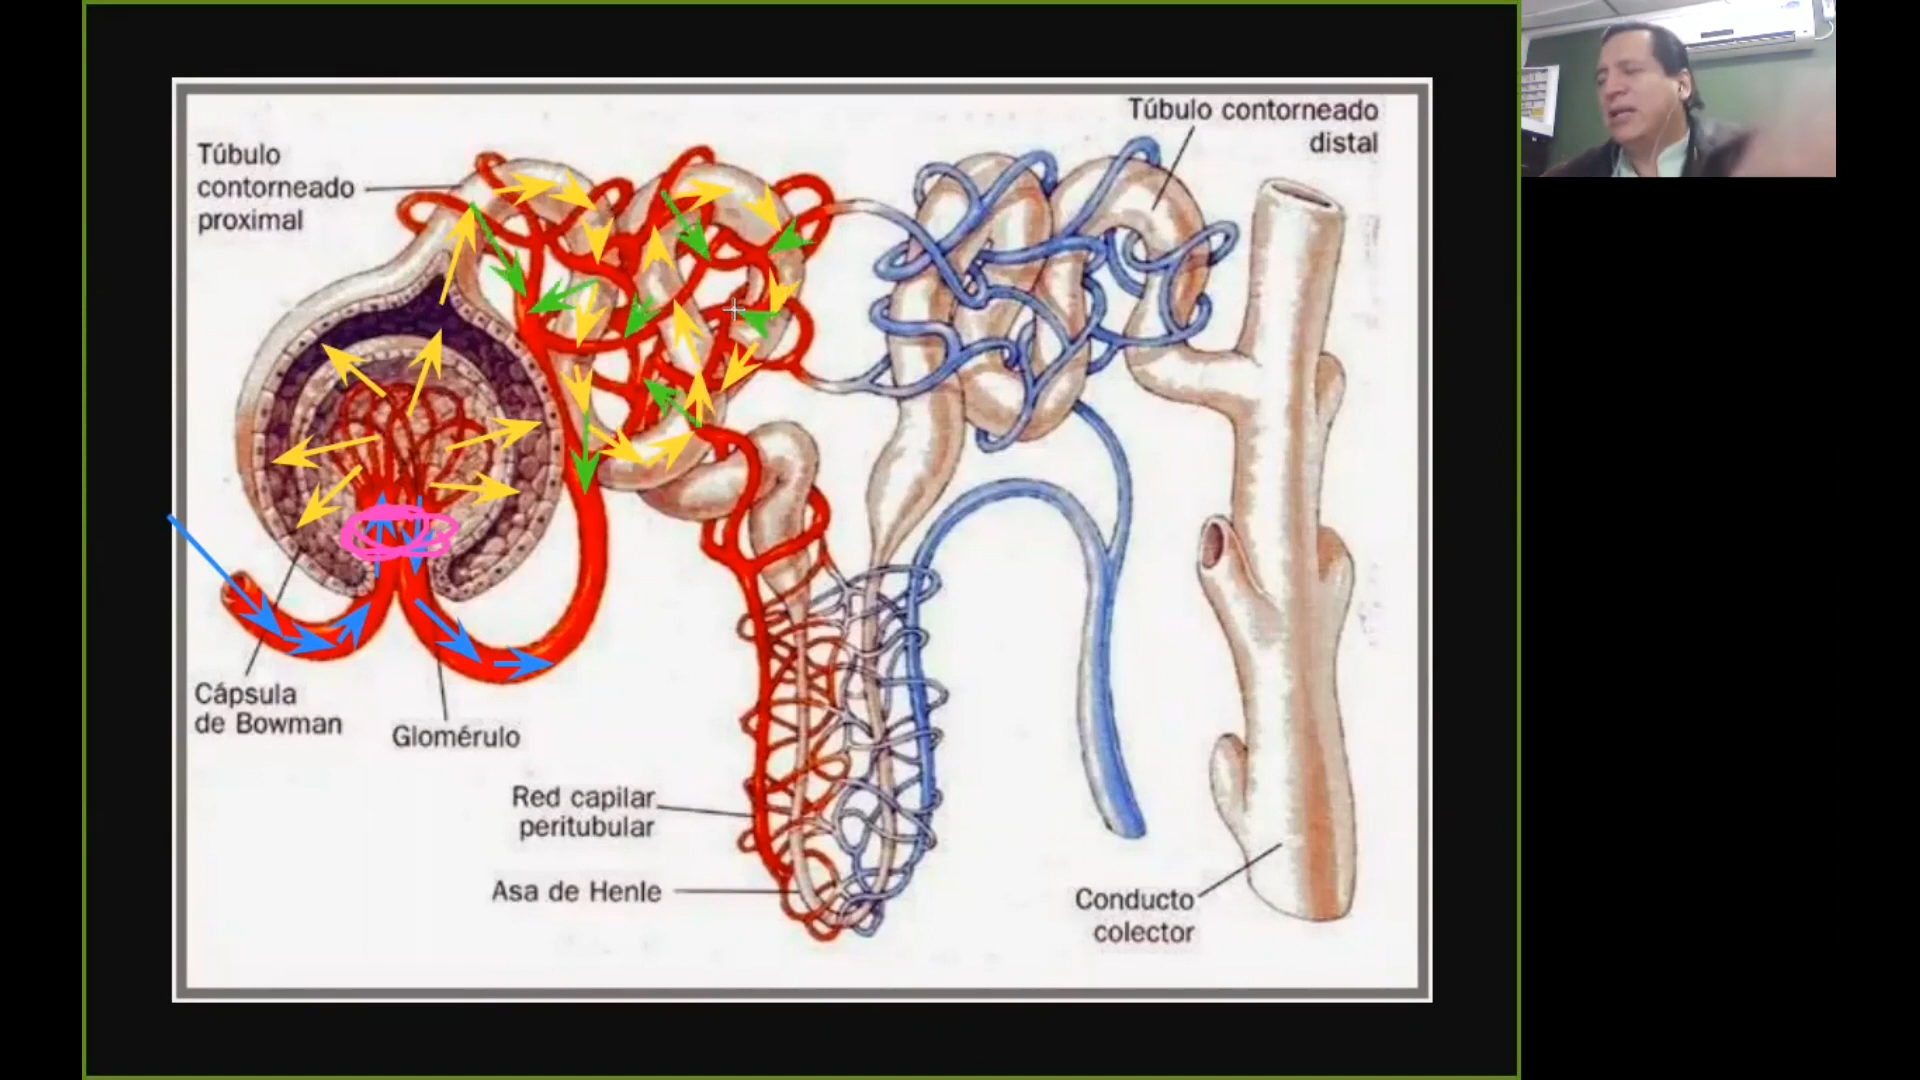 Túbulo
contorneado
proximal
Túbulo contorneado
distal
Cápsula
de Bowman
Glomérulo
Red capilar
peritubular
Asa de Henle
Conducto
colector